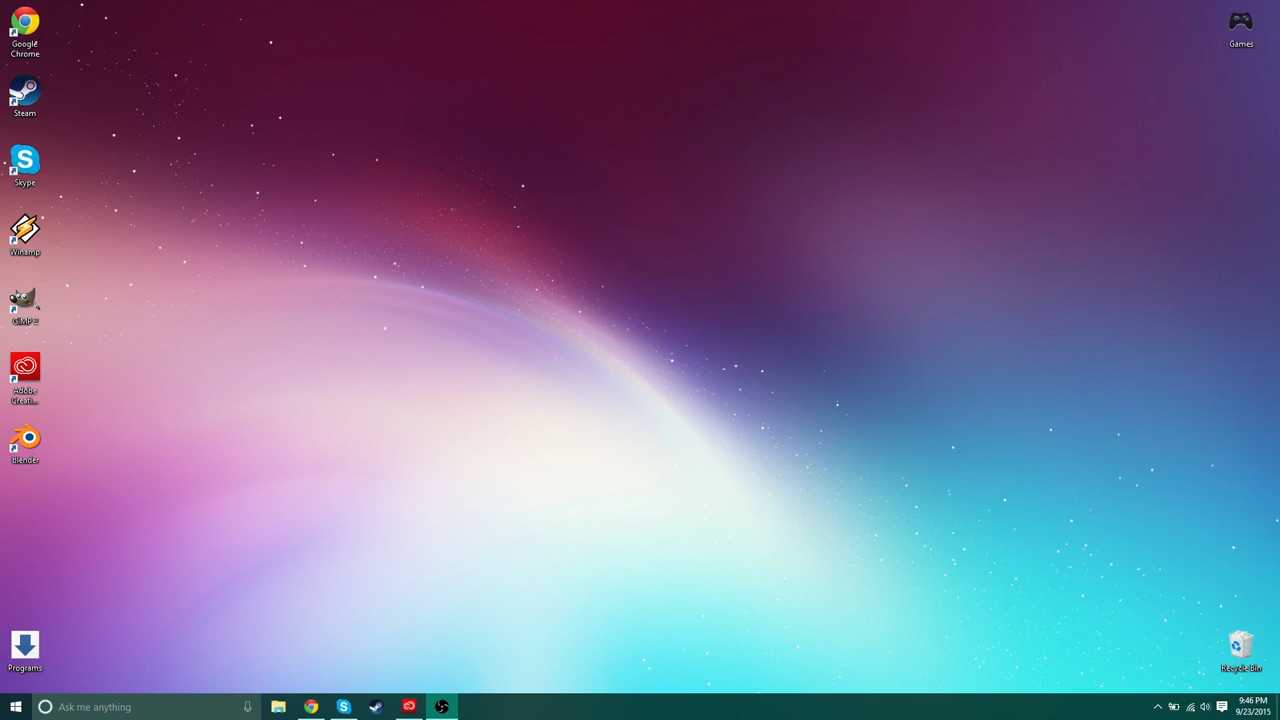 Google
Chrome
Steam
Skype
Winamp
GIMP 2
Adobe
Creati...
Blender
Programs
Games
Recycle Bin
Ask me anything
9:46 PM
9/23/2015